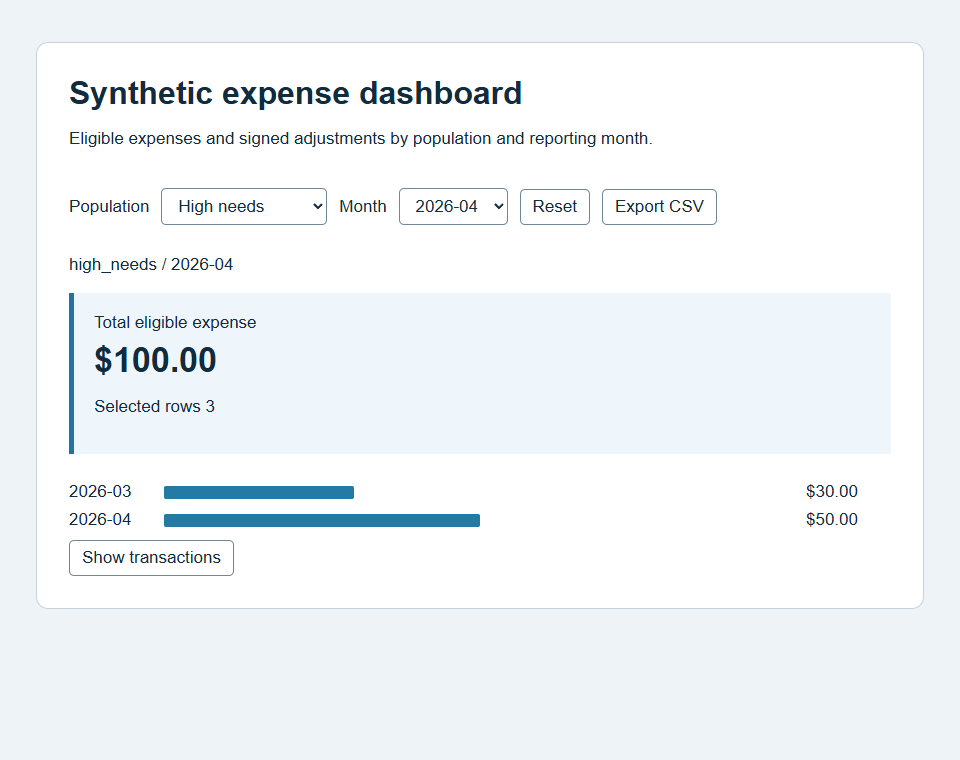 Synthetic expense dashboard
Eligible expenses and signed adjustments by population and reporting month.
Population High needs Month 2026-04 Reset Export CSV
high_needs / 2026-04
Total eligible expense
$100.00
Selected rows 3
2026-03 $30.00
2026-04 $50.00
Show transactions